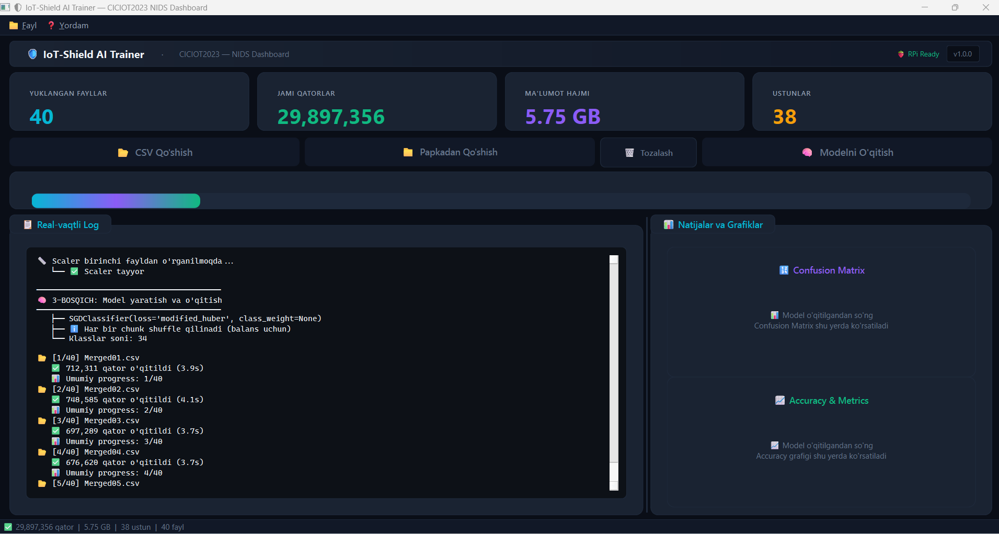 IoT-Shield AI Trainer — CICIOT2023 NIDS Dashboard
Fayl Yordam
IoT-Shield AI Trainer · CICIOT2023 — NIDS Dashboard RPi Ready v1.0.0
YUKLANGAN FAYLLAR
40
JAMI QATORLAR
29,897,356
MA'LUMOT HAJMI
5.75 GB
USTUNLAR
38
CSV Qo'shish
Papkadan Qo'shish
Tozalash
Modelni O'qitish
Real-vaqtli Log
Scaler birinchi fayldan o'rganilmoqda...
└── ✅ Scaler tayyor
3-BOSQICH: Model yaratish va o'qitish
├── SGDClassifier(loss='modified_huber', class_weight=None)
├── ℹ️ Har bir chunk shuffle qilinadi (balans uchun)
└── Klasslar soni: 34
[1/40] Merged01.csv
✅ 712,311 qator o'qitildi (3.9s)
Umumiy progress: 1/40
[2/40] Merged02.csv
✅ 748,585 qator o'qitildi (4.1s)
Umumiy progress: 2/40
[3/40] Merged03.csv
✅ 697,289 qator o'qitildi (3.7s)
Umumiy progress: 3/40
[4/40] Merged04.csv
✅ 676,620 qator o'qitildi (3.7s)
Umumiy progress: 4/40
[5/40] Merged05.csv
Natijalar va Grafiklar
Confusion Matrix
Model o'qitilgandan so'ng
Confusion Matrix shu yerda ko'rsatiladi
Accuracy & Metrics
Model o'qitilgandan so'ng
Accuracy grafigi shu yerda ko'rsatiladi
✅ 29,897,356 qator | 5.75 GB | 38 ustun | 40 fayl